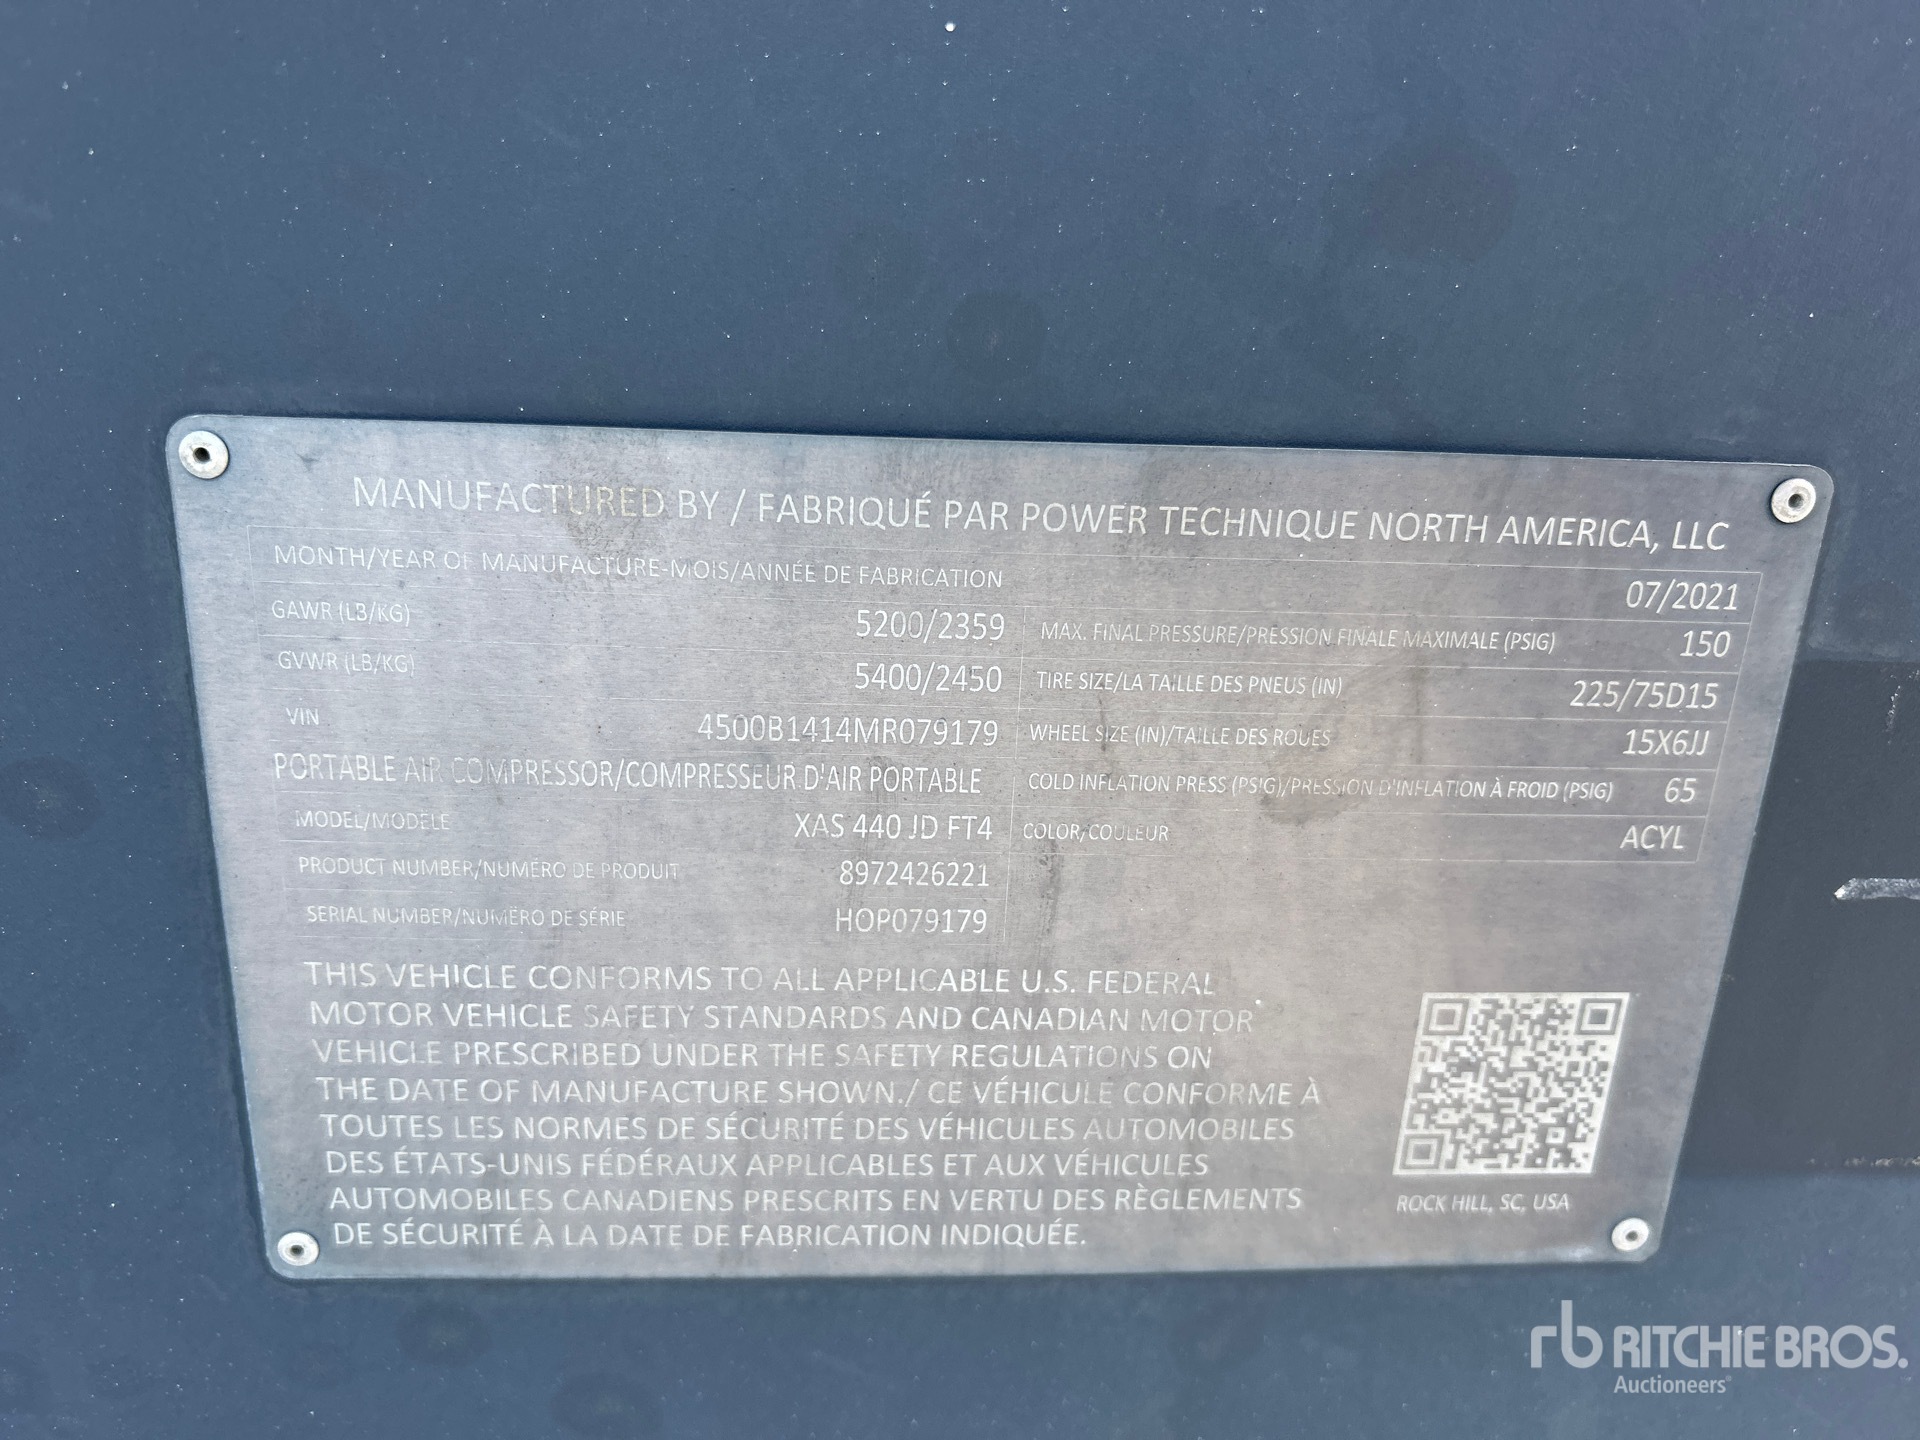 MANUFACTURED BY / FABRIQUÉ PAR POWER TECHNIQUE NORTH AMERICA, LLC
MONTH/YEAR OF MANUFACTURE-MOIS/ANNÉE DE FABRICATION 07/2021
GAWR (LB/KG) 5200/2359 MAX. FINAL PRESSURE/PRESSION FINALE MAXIMALE (PSIG) 150
GVWR (LB/KG) 5400/2450 TIRE SIZE/LA TAILLE DES PNEUS (IN) 225/75D15
VIN 4500B1414MR079179 WHEEL SIZE (IN)/TAILLE DES ROUES 15X6JJ
PORTABLE AIR COMPRESSOR/COMPRESSEUR D'AIR PORTABLE COLD INFLATION PRESS (PSIG)/PRESSION D'INFLATION À FROID (PSIG) 65
MODEL/MODÈLE XAS 440 JD FT4 COLOR/COULEUR ACYL
PRODUCT NUMBER/NUMÉRO DE PRODUIT 8972426221
SERIAL NUMBER/NUMÉRO DE SÉRIE HOP079179
THIS VEHICLE CONFORMS TO ALL APPLICABLE U.S. FEDERAL
MOTOR VEHICLE SAFETY STANDARDS AND CANADIAN MOTOR
VEHICLE PRESCRIBED UNDER THE SAFETY REGULATIONS ON
THE DATE OF MANUFACTURE SHOWN./ CE VÉHICULE CONFORME À
TOUTES LES NORMES DE SÉCURITÉ DES VÉHICULES AUTOMOBILES
DES ÉTATS-UNIS FÉDÉRAUX APPLICABLES ET AUX VÉHICULES
AUTOMOBILES CANADIENS PRESCRITS EN VERTU DES RÈGLEMENTS
DE SÉCURITÉ À LA DATE DE FABRICATION INDIQUÉE.
ROCK HILL, SC, USA
rb RITCHIE BROS.
Auctioneers